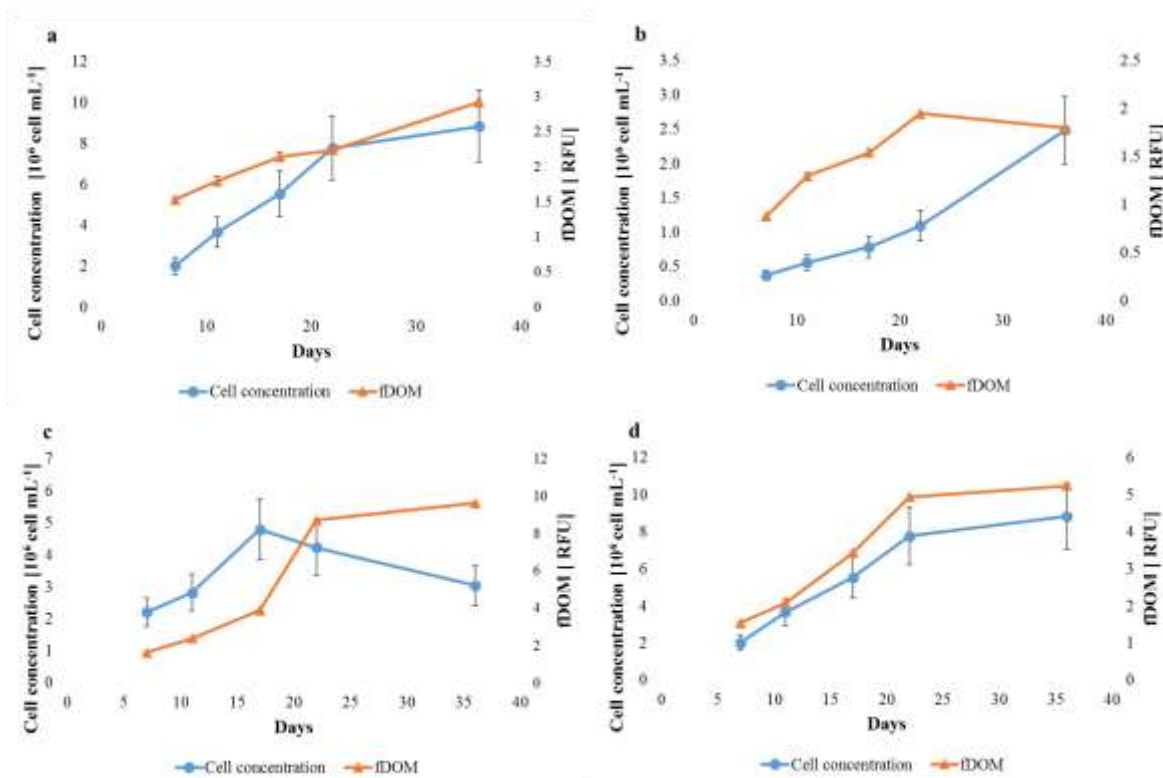 a
Cell concentration [10⁶ cell mL⁻¹]
12
10
8
6
4
2
0
3.5
3
2.5
2
1.5
1
0.5
0
fDOM [ RFU]
0 10 20 30 40
Days
Cell concentration fDOM
b
Cell concentration [10⁶ cell mL⁻¹]
3.5
3.0
2.5
2.0
1.5
1.0
0.5
0.0
2.5
2
1.5
1
0.5
0
fDOM [ RFU]
0 10 20 30 40
Days
Cell concentration fDOM
c
Cell concentration [10⁶ cell mL⁻¹]
7
6
5
4
3
2
1
0
12
10
8
6
4
2
0
fDOM [ RFU]
0 5 10 15 20 25 30 35 40
Days
Cell concentration fDOM
d
Cell concentration [10⁶ cell mL⁻¹]
12
10
8
6
4
2
0
6
5
4
3
2
1
0
fDOM [ RFU]
0 5 10 15 20 25 30 35 40
Days
Cell concentration fDOM